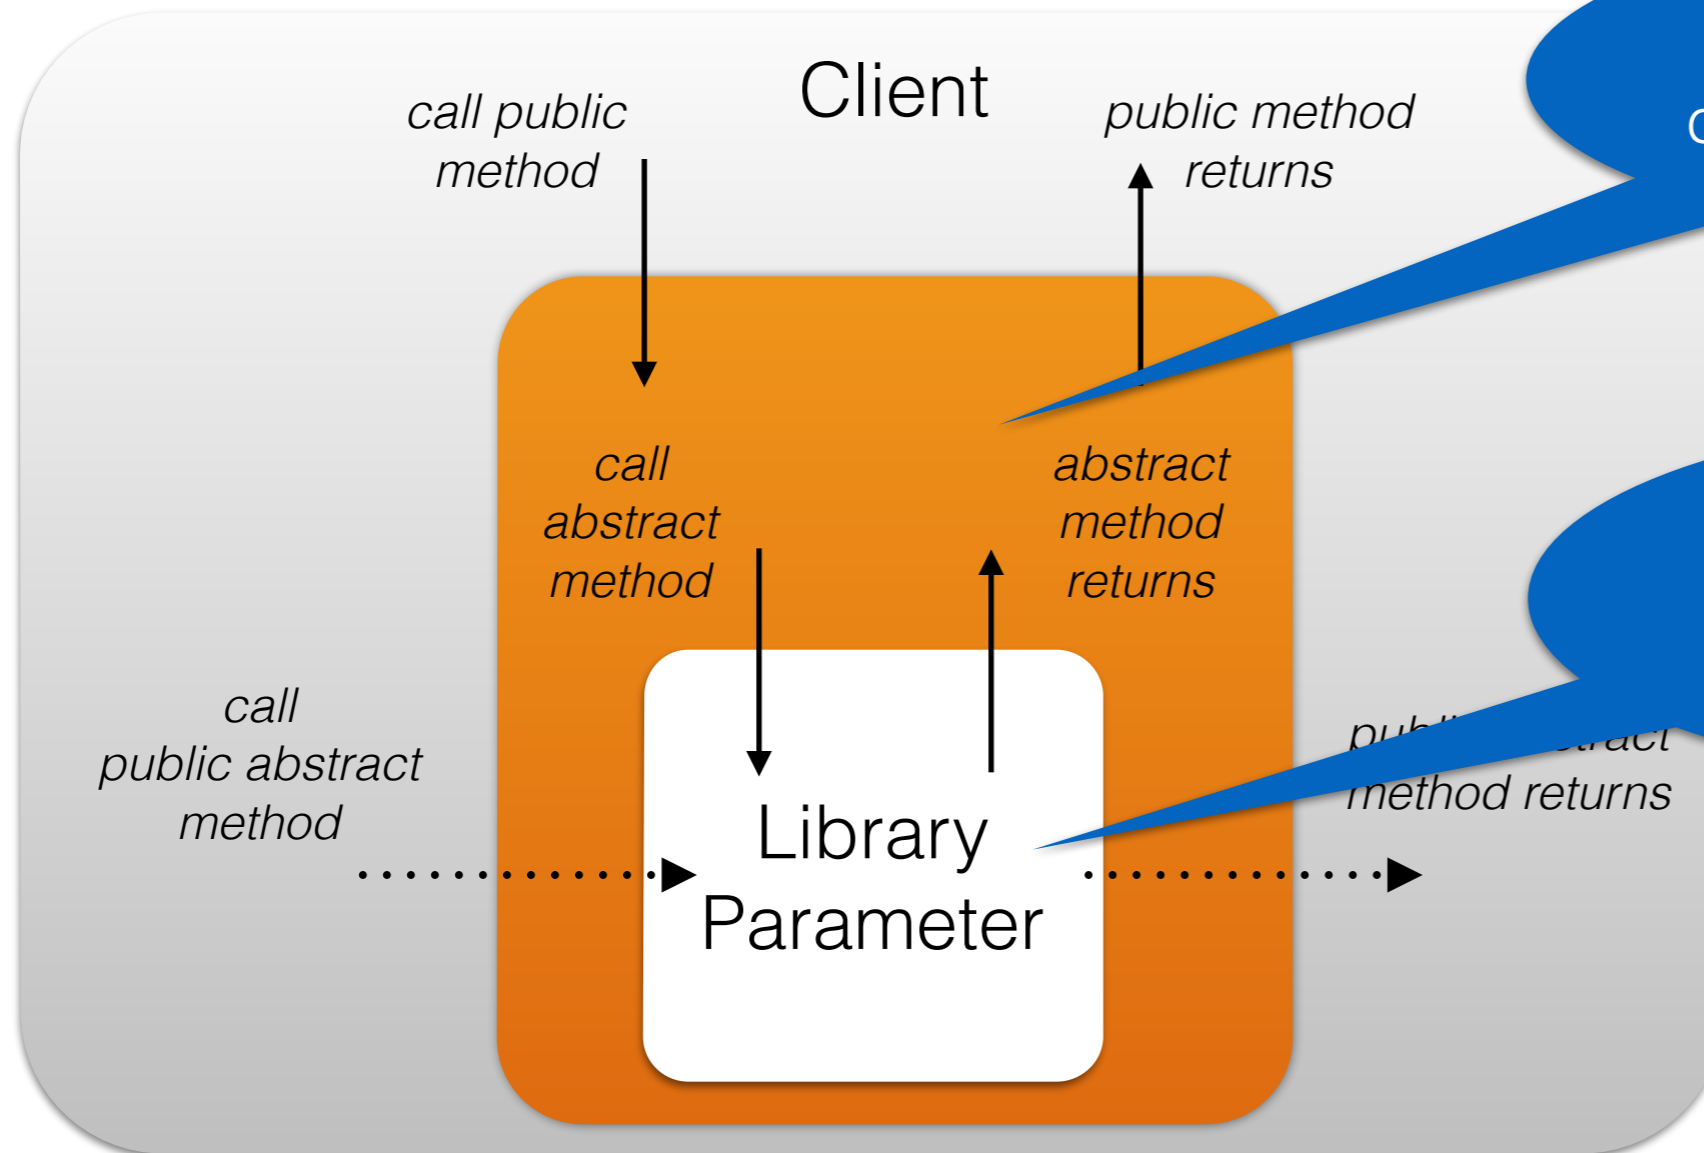 Client
call public
method
public method
returns
call
abstract
method
abstract
method
returns
call
public abstract
method
method returns
Library
Parameter